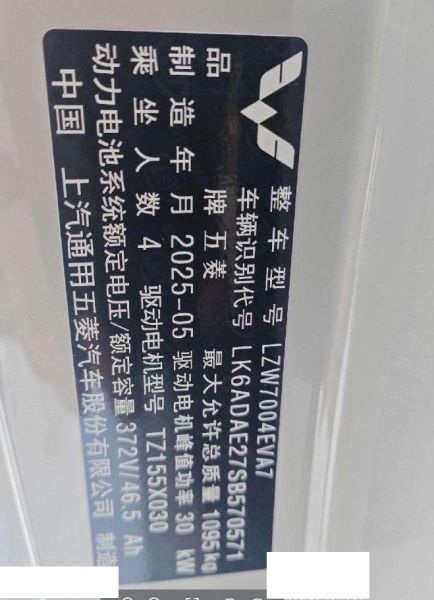 整车型号 LZW7004EVA7
车辆识别代号 LK6ADAE27SB570571
品牌 五菱 最大允许总质量 1095kg
制造年月 2025-05 驱动电机峰值功率 30 kW
乘坐人数 4 驱动电机型号 TZ155X030
动力电池系统额定电压/额定容量 372V/46.5 Ah
中国 上汽通用五菱汽车股份有限公司 制造